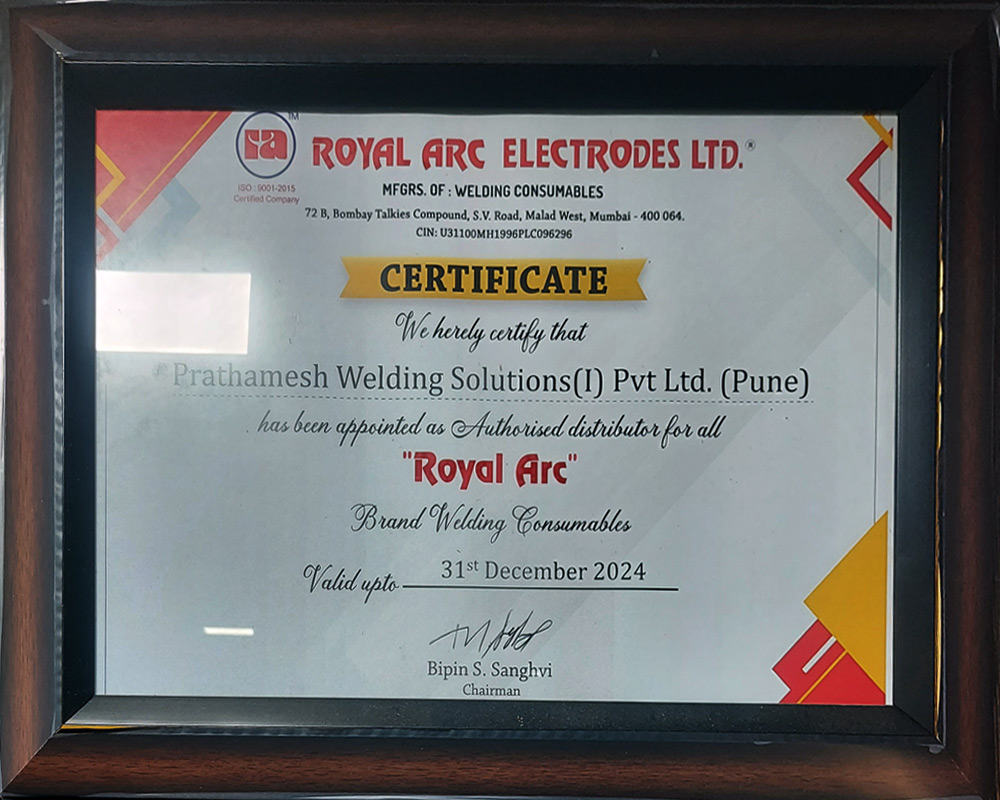 ra TM
ROYAL ARC ELECTRODES LTD.®
ISO : 9001-2015
Certified Company
MFGRS. OF : WELDING CONSUMABLES
72 B, Bombay Talkies Compound, S.V. Road, Malad West, Mumbai - 400 064.
CIN: U31100MH1996PLC096296
CERTIFICATE
We herely certify that
Prathamesh Welding Solutions(I) Pvt Ltd. (Pune)
has been appointed as Authorised distributor for all
"Royal Arc"
Brand Welding Consumables
Valid upto 31st December 2024
Bipin S. Sanghvi
Chairman